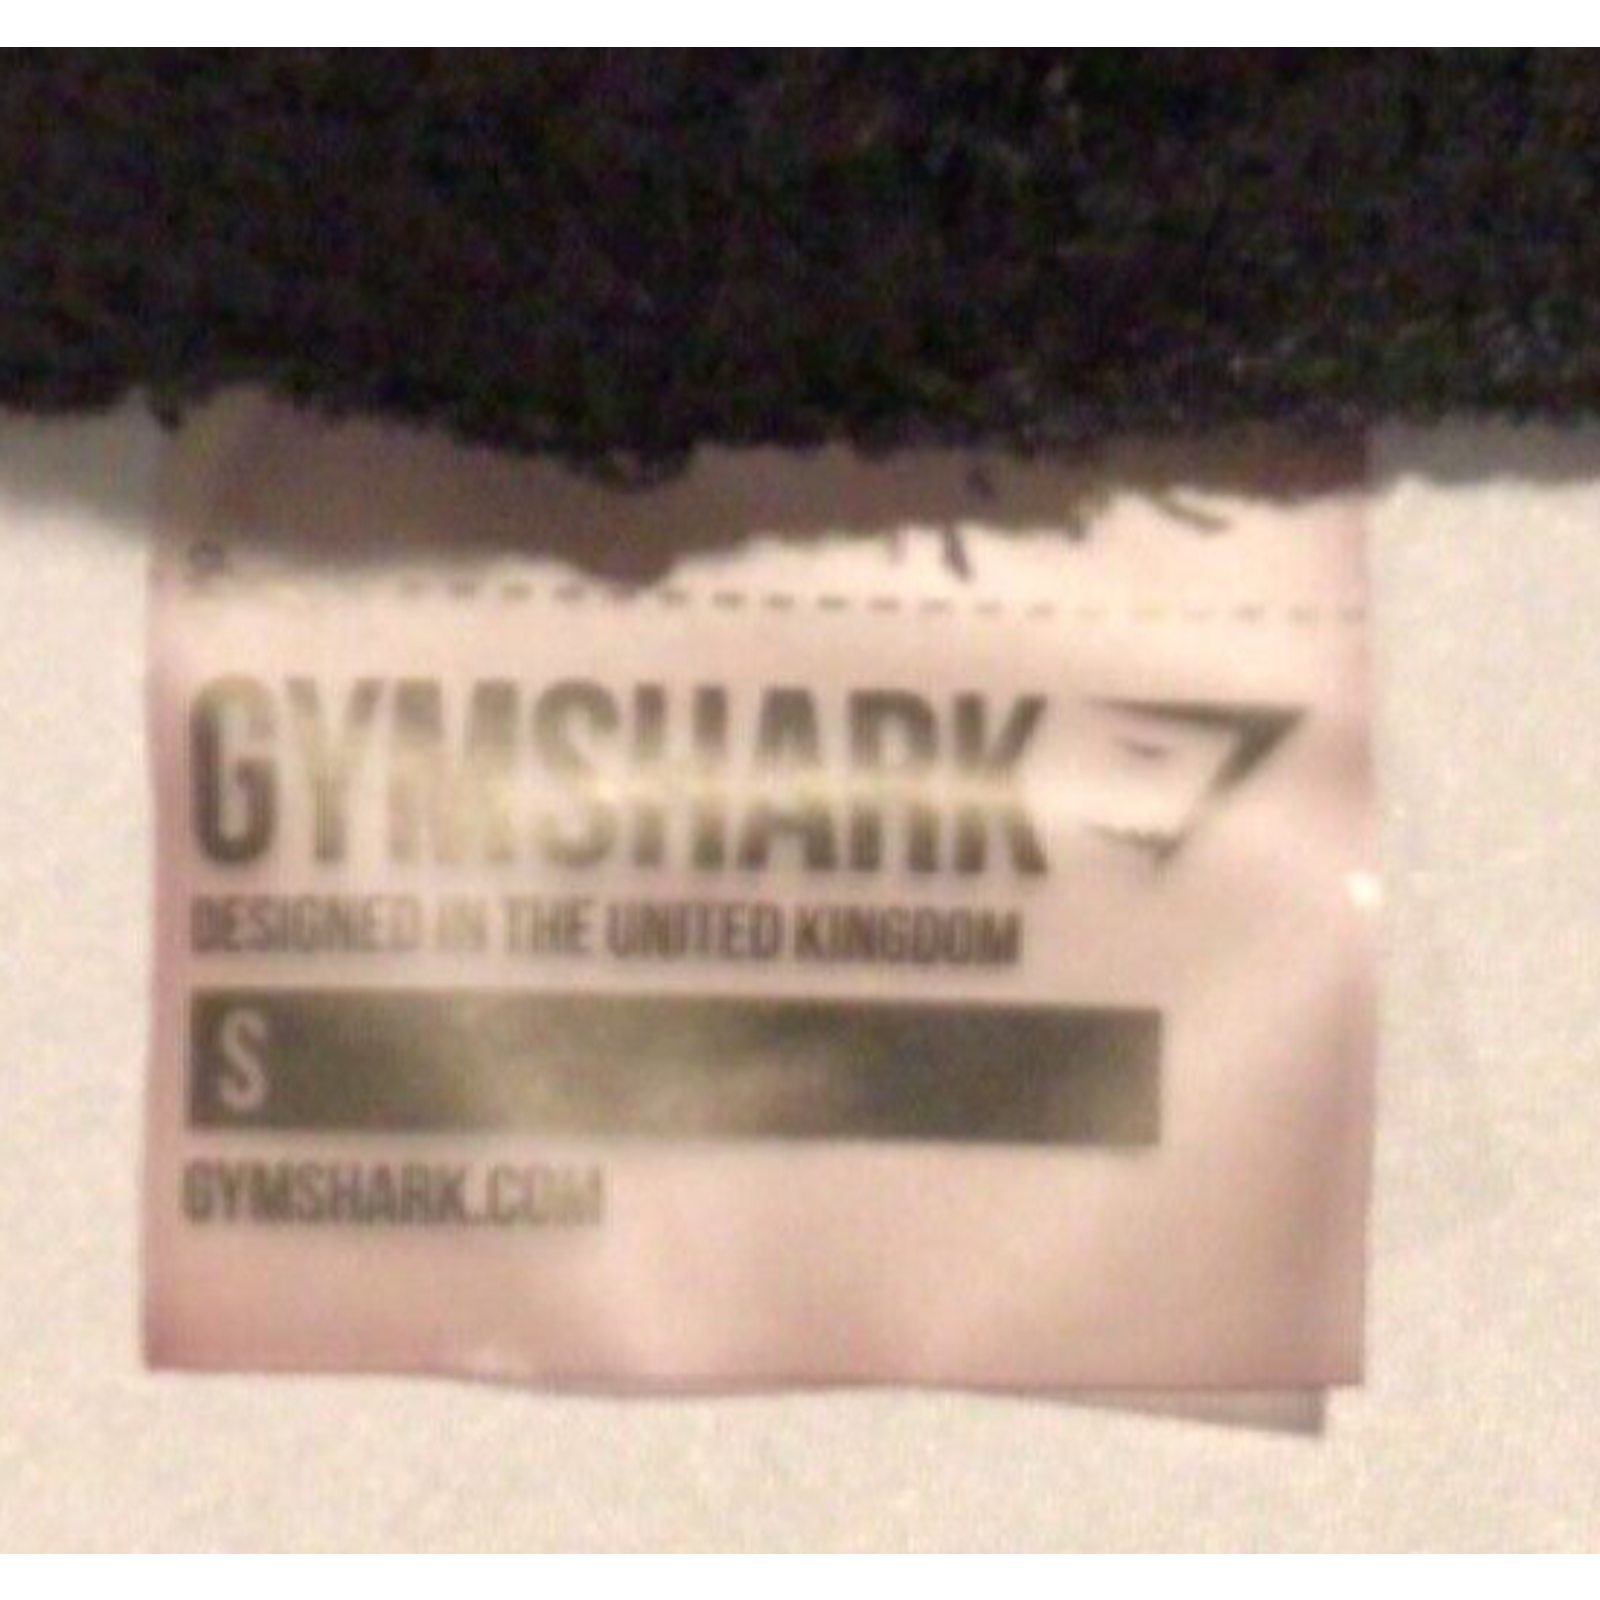 GYMSHARK
DESIGNED IN THE UNITED KINGDOM
S
GYMSHARK.COM